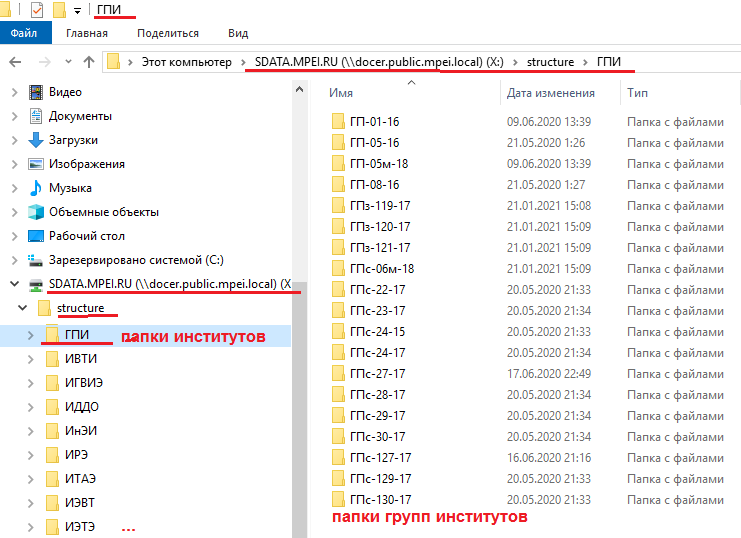 ГПИ
Файл Главная Поделиться Вид
Этот компьютер SDATA.MPEI.RU (\\docer.public.mpei.local) (X:) structure ГПИ
Видео
Документы
Загрузки
Изображения
Музыка
Объемные объекты
Рабочий стол
Зарезервировано системой (C:)
SDATA.MPEI.RU (\\docer.public.mpei.local) (X
structure
ГПИ папки институтов
ИВТИ
ИГВИЭ
ИДДО
ИнЭИ
ИРЭ
ИТАЭ
ИЭВТ
ИЭТЭ ...
Имя Дата изменения Тип
ГП-01-16 09.06.2020 13:39 Папка с файлами
ГП-05-16 21.05.2020 1:26 Папка с файлами
ГП-05м-18 09.06.2020 13:39 Папка с файлами
ГП-08-16 21.05.2020 1:27 Папка с файлами
ГПз-119-17 21.01.2021 15:08 Папка с файлами
ГПз-120-17 21.01.2021 15:09 Папка с файлами
ГПз-121-17 21.01.2021 15:09 Папка с файлами
ГПс-06м-18 21.01.2021 15:09 Папка с файлами
ГПс-22-17 20.05.2020 21:33 Папка с файлами
ГПс-23-17 20.05.2020 21:34 Папка с файлами
ГПс-24-15 20.05.2020 21:33 Папка с файлами
ГПс-24-17 20.05.2020 21:34 Папка с файлами
ГПс-27-17 17.06.2020 22:49 Папка с файлами
ГПс-28-17 20.05.2020 21:34 Папка с файлами
ГПс-29-17 20.05.2020 21:34 Папка с файлами
ГПс-30-17 20.05.2020 21:34 Папка с файлами
ГПс-127-17 16.06.2020 21:16 Папка с файлами
ГПс-129-17 20.05.2020 21:33 Папка с файлами
ГПс-130-17 20.05.2020 21:33 Папка с файлами
папки групп институтов